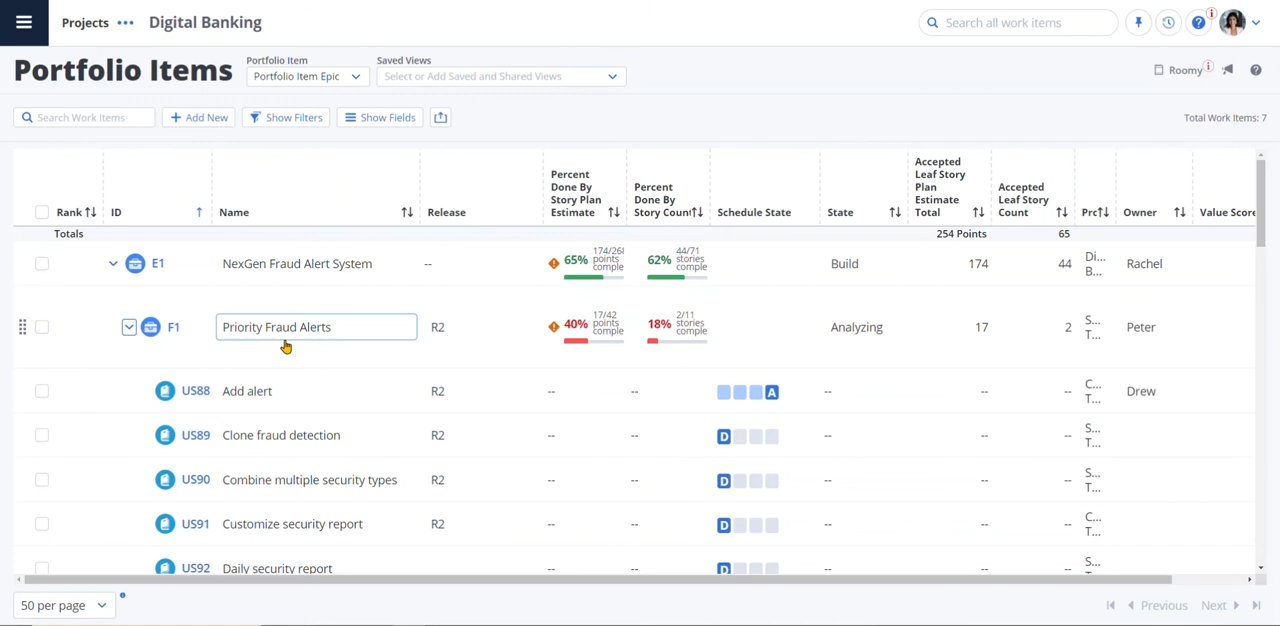 Projects ••• Digital Banking
Search all work items
Portfolio Items
Portfolio Item
Portfolio Item Epic
Saved Views
Select or Add Saved and Shared Views
Roomy
Search Work Items
+ Add New
Show Filters
Show Fields
Total Work Items: 7
Rank ID Name Release Percent Done By Story Plan Estimate Percent Done By Story Count Schedule State State Accepted Leaf Story Plan Estimate Total Accepted Leaf Story Count Prc Owner Value Score
Totals 254 Points 65
E1 NexGen Fraud Alert System -- 65% 174/268 points comple 62% 44/71 stories comple Build 174 44 Di... B... Rachel
F1 Priority Fraud Alerts R2 40% 17/42 points comple 18% 2/11 stories comple Analyzing 17 2 S... T... Peter
US88 Add alert R2 -- -- A -- -- -- C... T... Drew
US89 Clone fraud detection R2 -- -- D -- -- -- S... T...
US90 Combine multiple security types R2 -- -- D -- -- -- S... T...
US91 Customize security report R2 -- -- D -- -- -- C... T...
US92 Daily security report -- -- D -- -- -- S...
50 per page
Previous Next